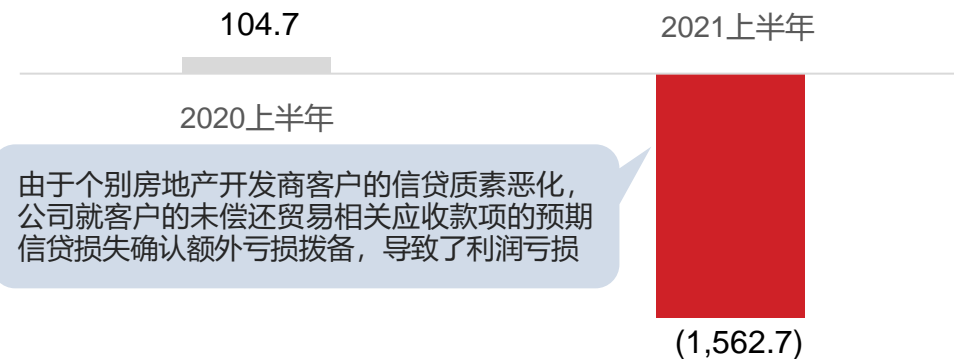 104.7
2021上半年
2020上半年
由于个别房地产开发商客户的信贷质素恶化，
公司就客户的未偿还贸易相关应收款项的预期
信贷损失确认额外亏损拨备，导致了利润亏损
(1,562.7)